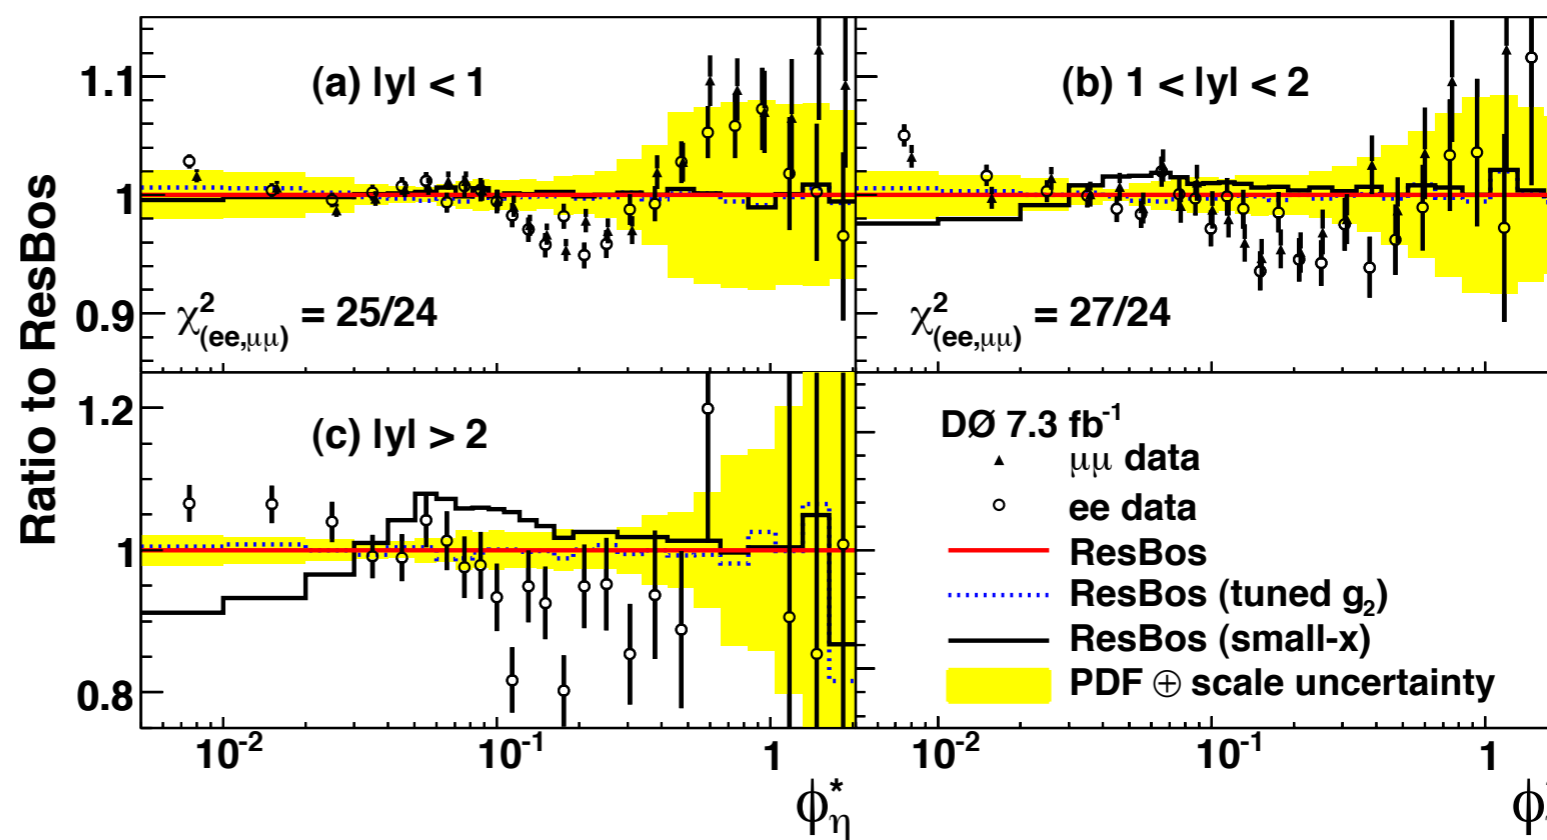 Ratio to ResBos
(a) |y| < 1
1.1
1
0.9
χ²(ee,μμ) = 25/24
(b) 1 < |y| < 2
χ²(ee,μμ) = 27/24
(c) |y| > 2
1.2
1
0.8
10⁻² 10⁻¹ 1
ϕ*η
DØ 7.3 fb⁻¹
μμ data
ee data
ResBos
ResBos (tuned g₂)
ResBos (small-x)
PDF ⊕ scale uncertainty
10⁻² 10⁻¹ 1
ϕ